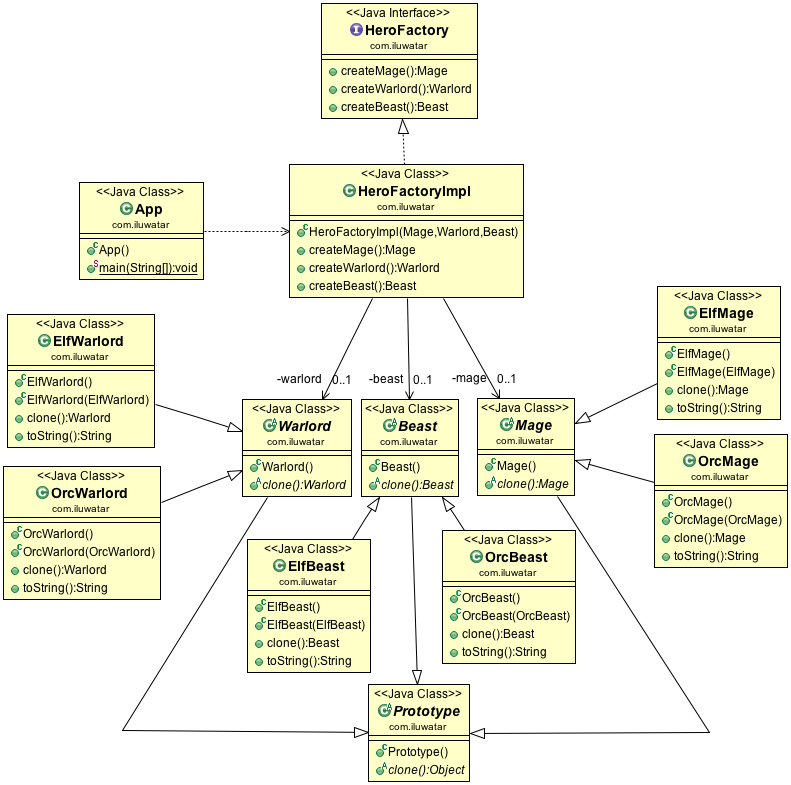 <<Java Interface>>
HeroFactory
com.iluwatar
createMage():Mage
createWarlord():Warlord
createBeast():Beast
<<Java Class>>
HeroFactoryImpl
com.iluwatar
HeroFactoryImpl(Mage,Warlord,Beast)
createMage():Mage
createWarlord():Warlord
createBeast():Beast
<<Java Class>>
App
com.iluwatar
App()
main(String[]):void
<<Java Class>>
ElfWarlord
com.iluwatar
ElfWarlord()
ElfWarlord(ElfWarlord)
clone():Warlord
toString():String
<<Java Class>>
ElfMage
com.iluwatar
ElfMage()
ElfMage(ElfMage)
clone():Mage
toString():String
-warlord 0..1
-beast 0..1
-mage 0..1
<<Java Class>>
Warlord
com.iluwatar
Warlord()
clone():Warlord
<<Java Class>>
Beast
com.iluwatar
Beast()
clone():Beast
<<Java Class>>
Mage
com.iluwatar
Mage()
clone():Mage
<<Java Class>>
OrcWarlord
com.iluwatar
OrcWarlord()
OrcWarlord(OrcWarlord)
clone():Warlord
toString():String
<<Java Class>>
OrcMage
com.iluwatar
OrcMage()
OrcMage(OrcMage)
clone():Mage
toString():String
<<Java Class>>
ElfBeast
com.iluwatar
ElfBeast()
ElfBeast(ElfBeast)
clone():Beast
toString():String
<<Java Class>>
OrcBeast
com.iluwatar
OrcBeast()
OrcBeast(OrcBeast)
clone():Beast
toString():String
<<Java Class>>
Prototype
com.iluwatar
Prototype()
clone():Object